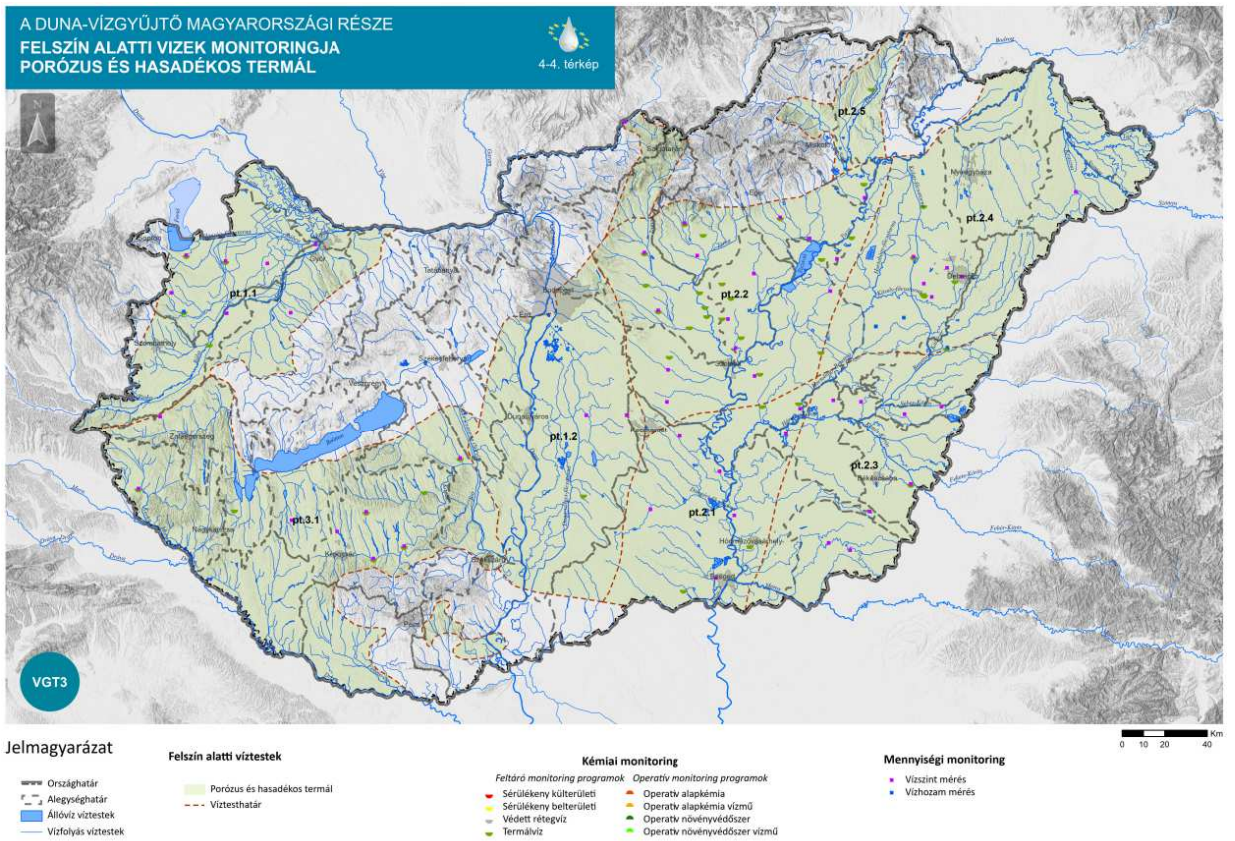 A DUNA-VÍZGYŰJTŐ MAGYARORSZÁGI RÉSZE
FELSZÍN ALATTI VIZEK MONITORINGJA
PORÓZUS ÉS HASADÉKOS TERMÁL
4-4. térkép
N
pt.2.5
Salgótarján
Miskolc
Eger
Nyíregyháza
pt.2.4
Győr
Tatabánya
Budapest
Debrecen
pt.1.1
pt.2.2
Érd
Szombathely
Székesfehérvár
Szolnok
Veszprém
Balaton
Dunaújváros
Zalaegerszeg
pt.1.2
Kecskemét
pt.2.3
Békéscsaba
pt.3.1
pt.2.1
Nagykanizsa
Kaposvár
Hódmezővásárhely
Szekszárd
Szeged
Pécs
VGT3
Km
0 10 20 40
Jelmagyarázat
Országhatár
Alegységhatár
Állóvíz víztestek
Vízfolyás víztestek
Felszín alatti víztestek
Porózus és hasadékos termál
Víztesthatár
Kémiai monitoring
Feltáró monitoring programok Operatív monitoring programok
Sérülékeny külterületi Operatív alapkémia
Sérülékeny belterületi Operatív alapkémia vízmű
Védett rétegvíz Operatív növényvédőszer
Termálvíz Operatív növényvédőszer vízmű
Mennyiségi monitoring
Vízszint mérés
Vízhozam mérés